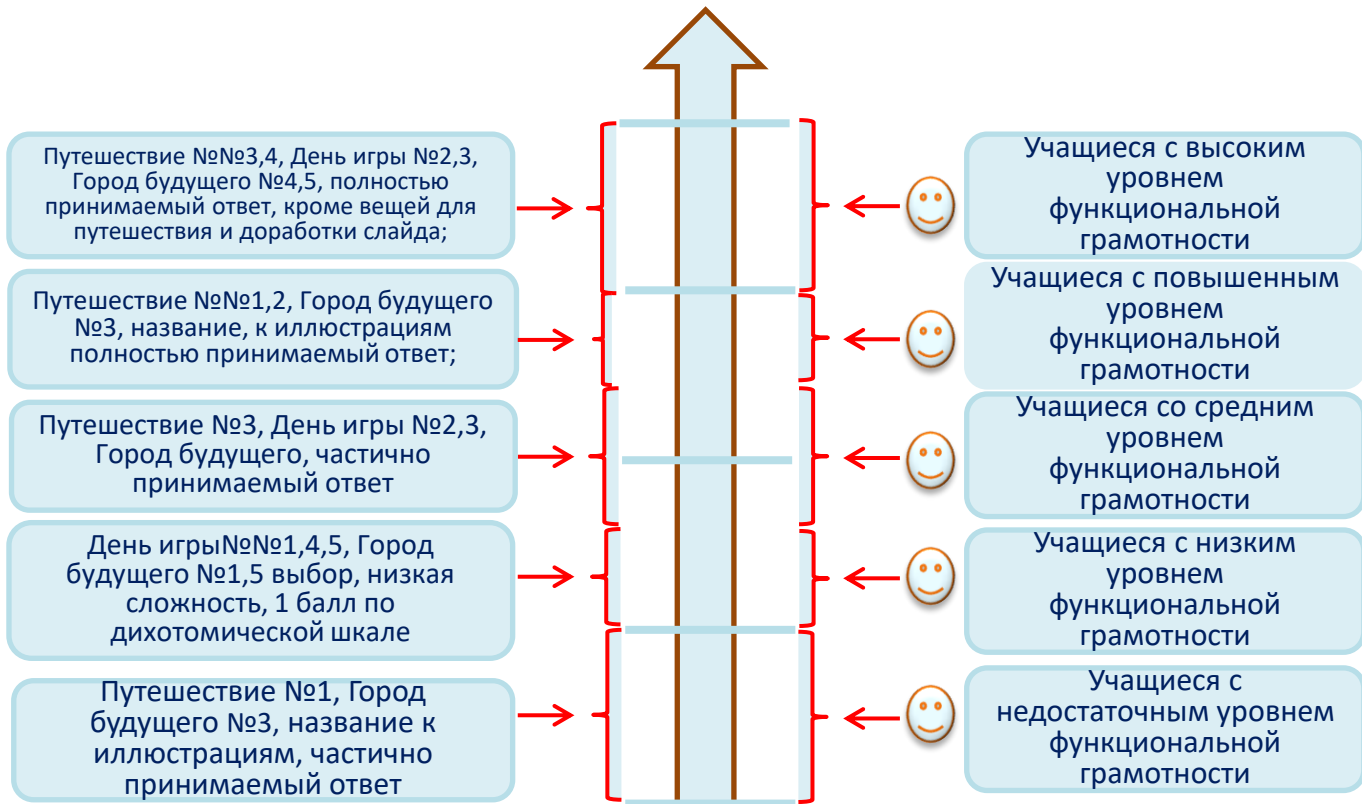 Путешествие №№3,4, День игры №2,3,
Город будущего №4,5, полностью
принимаемый ответ, кроме вещей для
путешествия и доработки слайда;
Учащиеся с высоким
уровнем
функциональной
грамотности
Путешествие №№1,2, Город будущего
№3, название, к иллюстрациям
полностью принимаемый ответ;
Учащиеся с повышенным
уровнем
функциональной
грамотности
Путешествие №3, День игры №2,3,
Город будущего, частично
принимаемый ответ
Учащиеся со средним
уровнем
функциональной
грамотности
День игры№№1,4,5, Город
будущего №1,5 выбор, низкая
сложность, 1 балл по
дихотомической шкале
Учащиеся с низким
уровнем
функциональной
грамотности
Путешествие №1, Город
будущего №3, название к
иллюстрациям, частично
принимаемый ответ
Учащиеся с
недостаточным уровнем
функциональной
грамотности